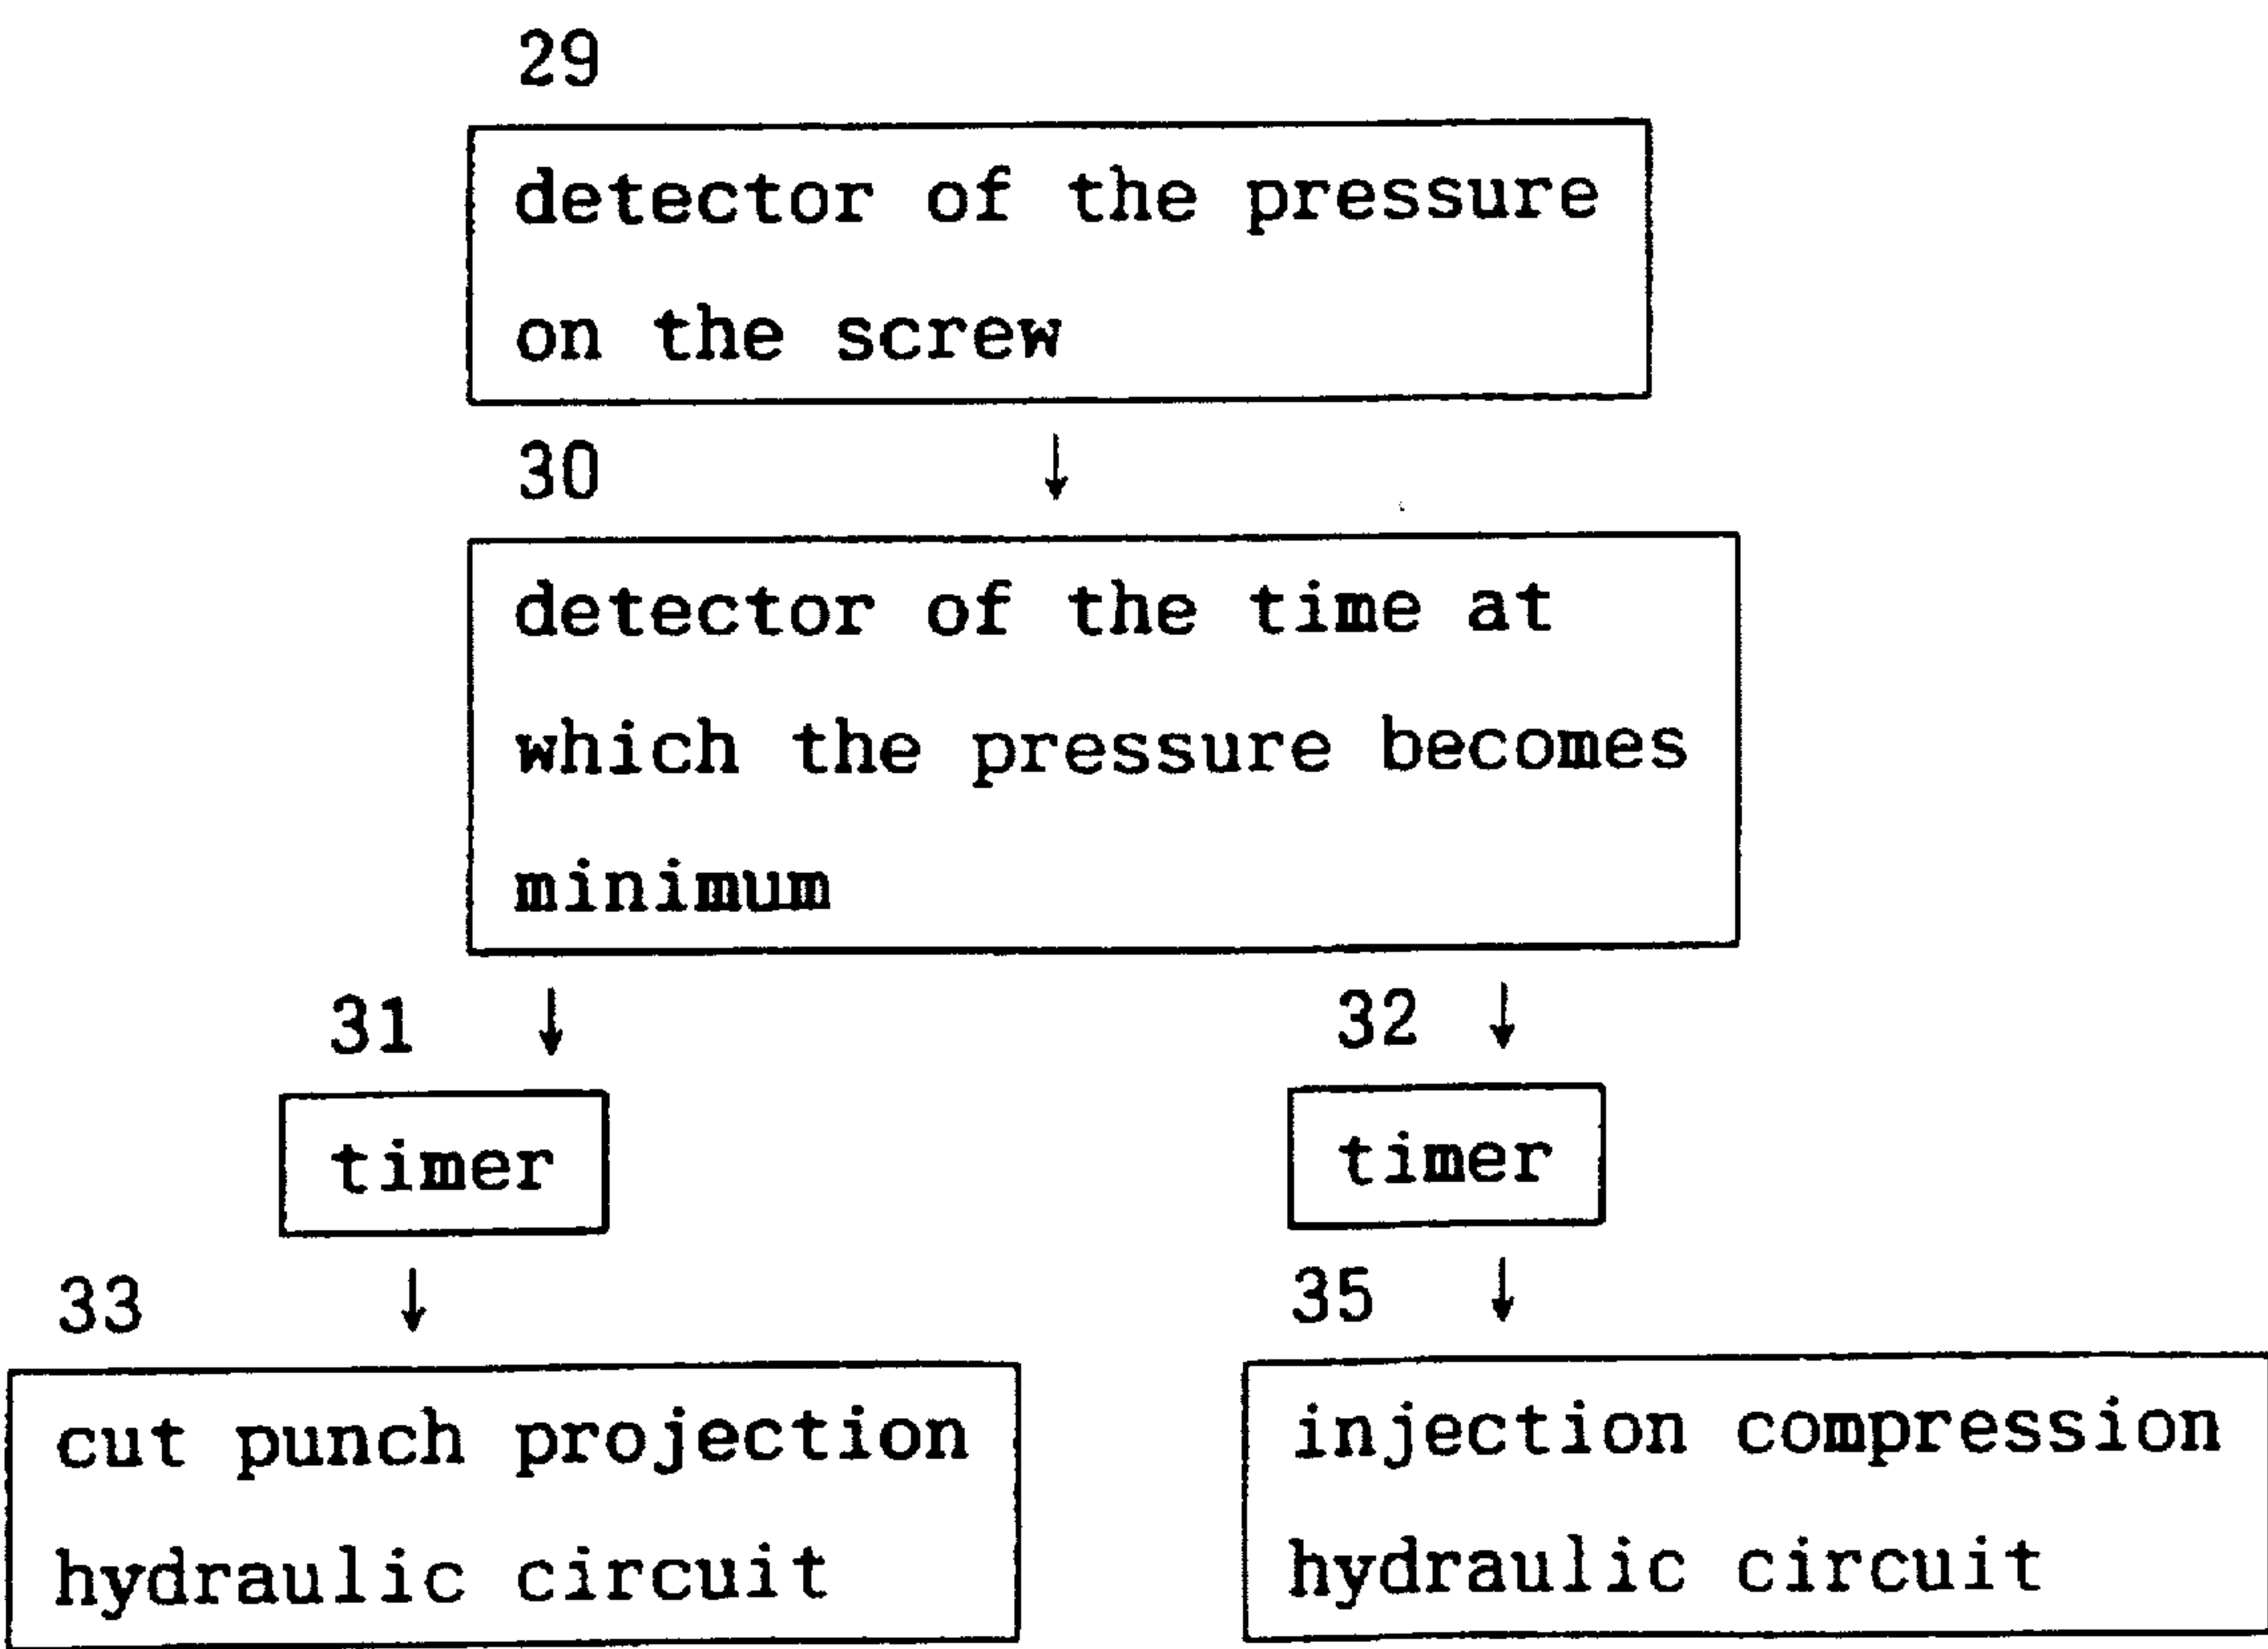 29
detector of the pressure
on the screw
30
detector of the time at
which the pressure becomes
minimum
31
32
timer
timer
33
35
cut punch projection
hydraulic circuit
injection compression
hydraulic circuit